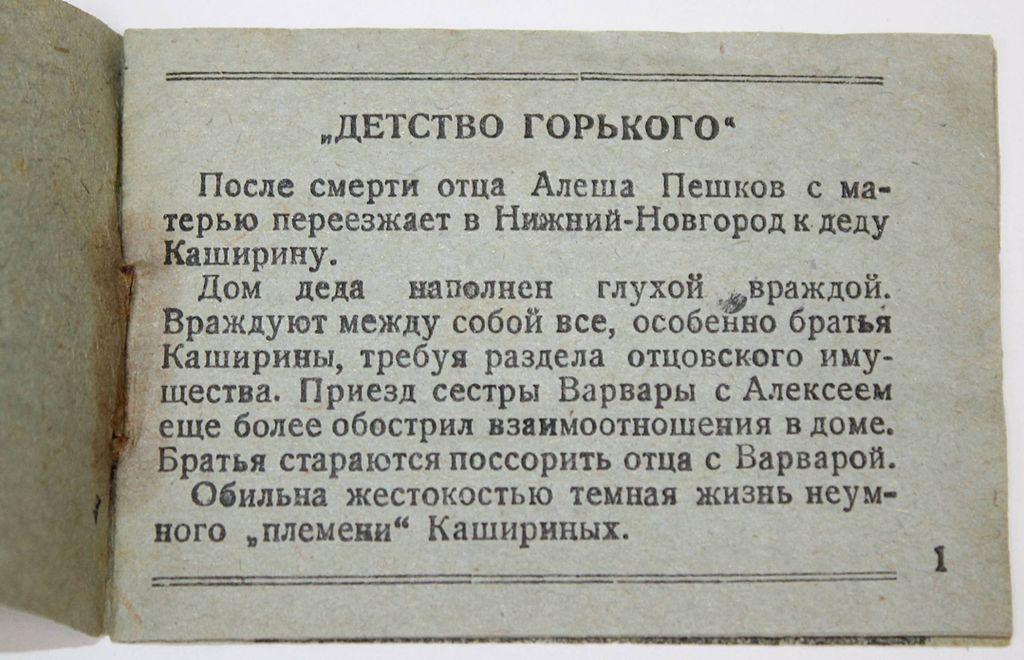 „ДЕТСТВО ГОРЬКОГО“
После смерти отца Алеша Пешков с ма-
терью переезжает в Нижний-Новгород к деду
Каширину.
Дом деда наполнен глухой враждой.
Враждуют между собой все, особенно братья
Каширины, требуя раздела отцовского иму-
щества. Приезд сестры Варвары с Алексеем
еще более обострил взаимоотношения в доме.
Братья стараются поссорить отца с Варварой.
Обильна жестокостью темная жизнь неум-
ного „племени“ Кашириных.
1